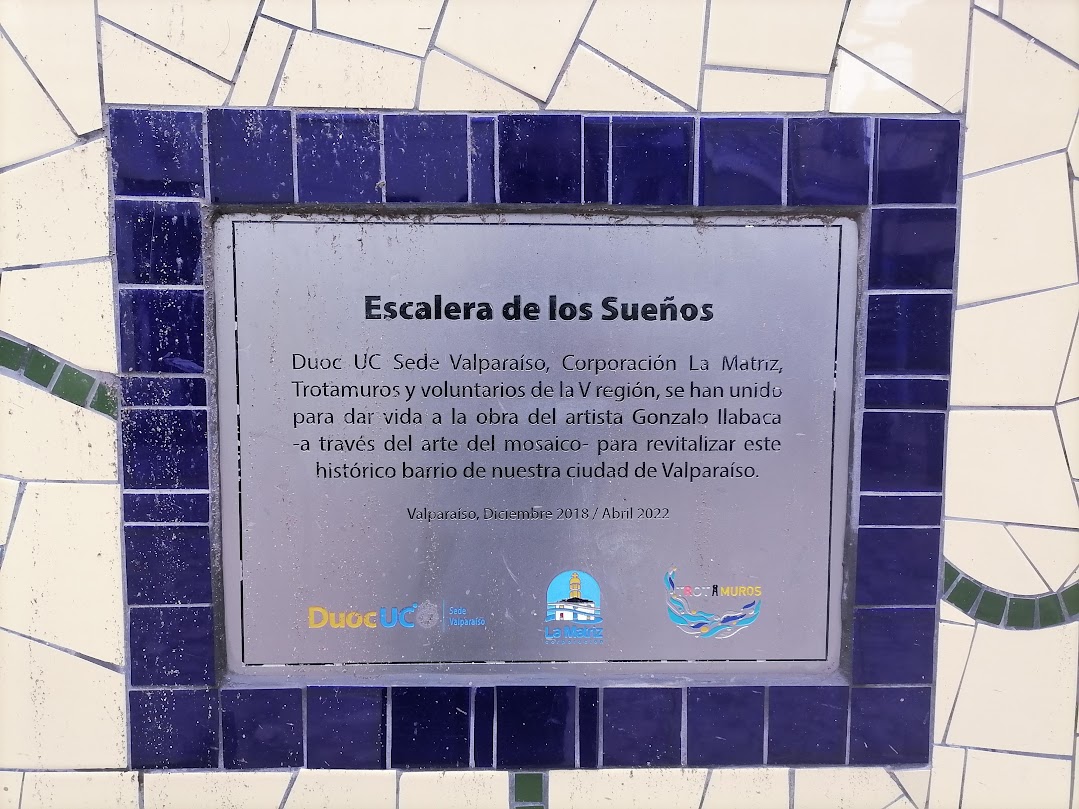 Escalera de los Sueños
Duoc UC Sede Valparaíso, Corporación La Matriz,
Trotamuros y voluntarios de la V región, se han unido
para dar vida a la obra del artista Gonzalo Ilabaca
-a través del arte del mosaico- para revitalizar este
histórico barrio de nuestra ciudad de Valparaíso.
Valparaíso, Diciembre 2018 / Abril 2022
Duoc UC Sede
Valparaíso
La Matriz
TROTAMUROS